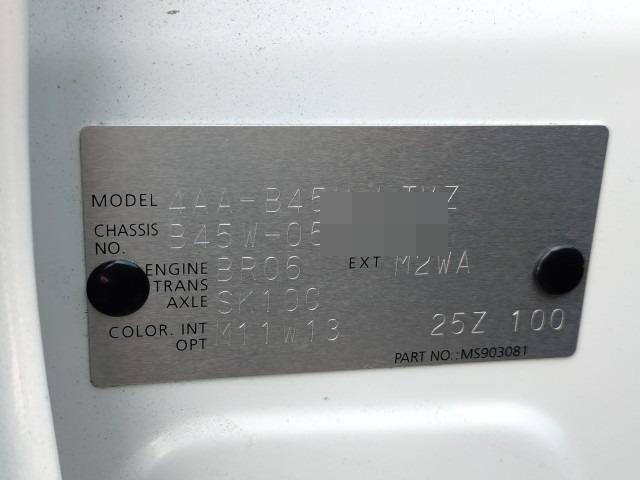 MODEL 4AA-B45
CHASSIS NO. B45W-05
ENGINE BR06 EXT M2WA
TRANS AXLE SK100
COLOR. INT M11W13
OPT 25Z 100
PART NO.:MS903081